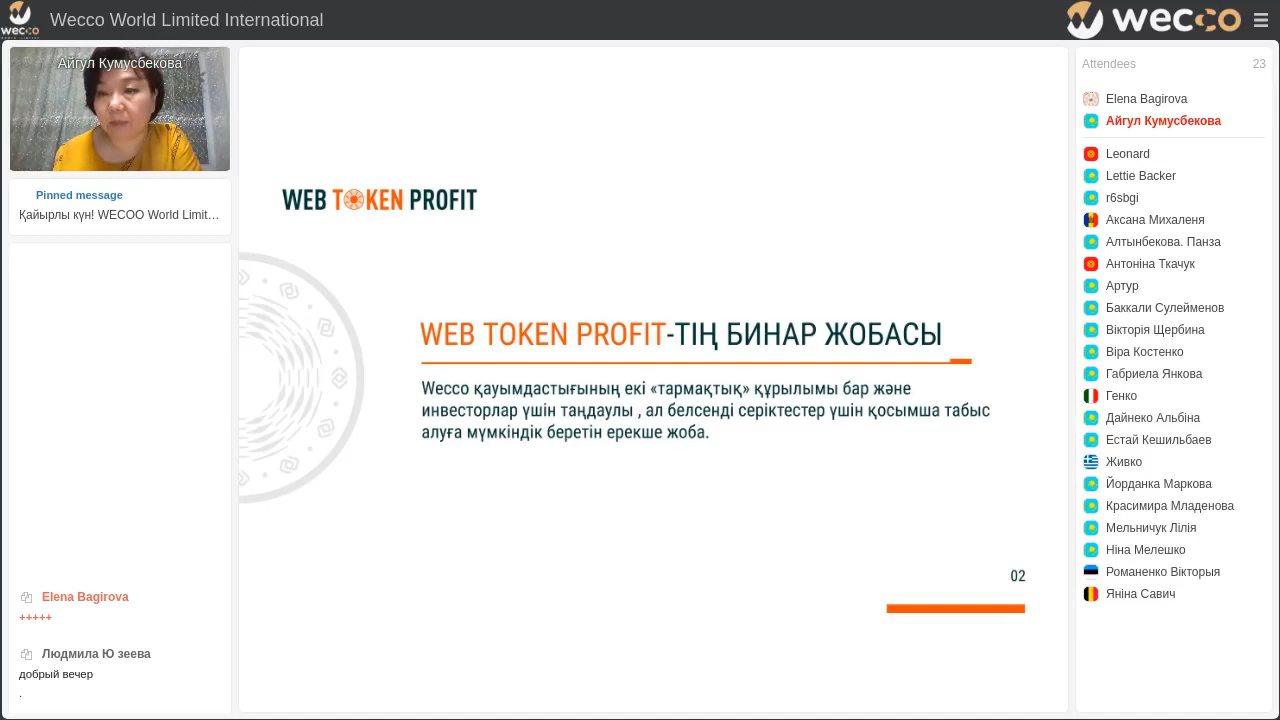 Wecco World Limited International
wecco
wecco
Айгул Кумусбекова
Pinned message
Қайырлы күн! WECOO World Limit…
Elena Bagirova
+++++
Людмила Ю зеева
добрый вечер
.
WEB TOKEN PROFIT
WEB TOKEN PROFIT-ТІҢ БИНАР ЖОБАСЫ
Wecco қауымдастығының екі «тармақтық» құрылымы бар және
инвесторлар үшін таңдаулы , ал белсенді серіктестер үшін қосымша табыс
алуға мүмкіндік беретін ерекше жоба.
02
Attendees 23
Elena Bagirova
Айгул Кумусбекова
Leonard
Lettie Backer
r6sbgi
Аксана Михаленя
Алтынбекова. Панза
Антоніна Ткачук
Артур
Баккали Сулейменов
Вікторія Щербина
Віра Костенко
Габриела Янкова
Генко
Дайнеко Альбіна
Естай Кешильбаев
Живко
Йорданка Маркова
Красимира Младенова
Мельничук Лілія
Ніна Мелешко
Романенко Вікторыя
Яніна Савич